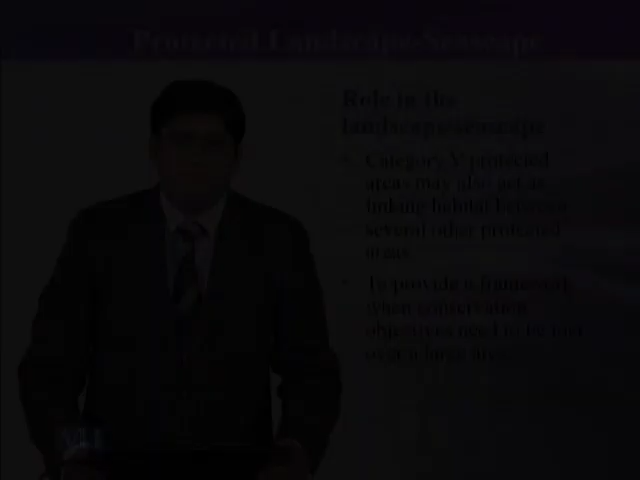 Protected Landscape-Seascape
Role in the
landscape/seascape
• Category V protected
areas may also act as
linking habitat between
several other protected
areas.
• To provide a framework
when conservation
objectives need to be met
over a large area.